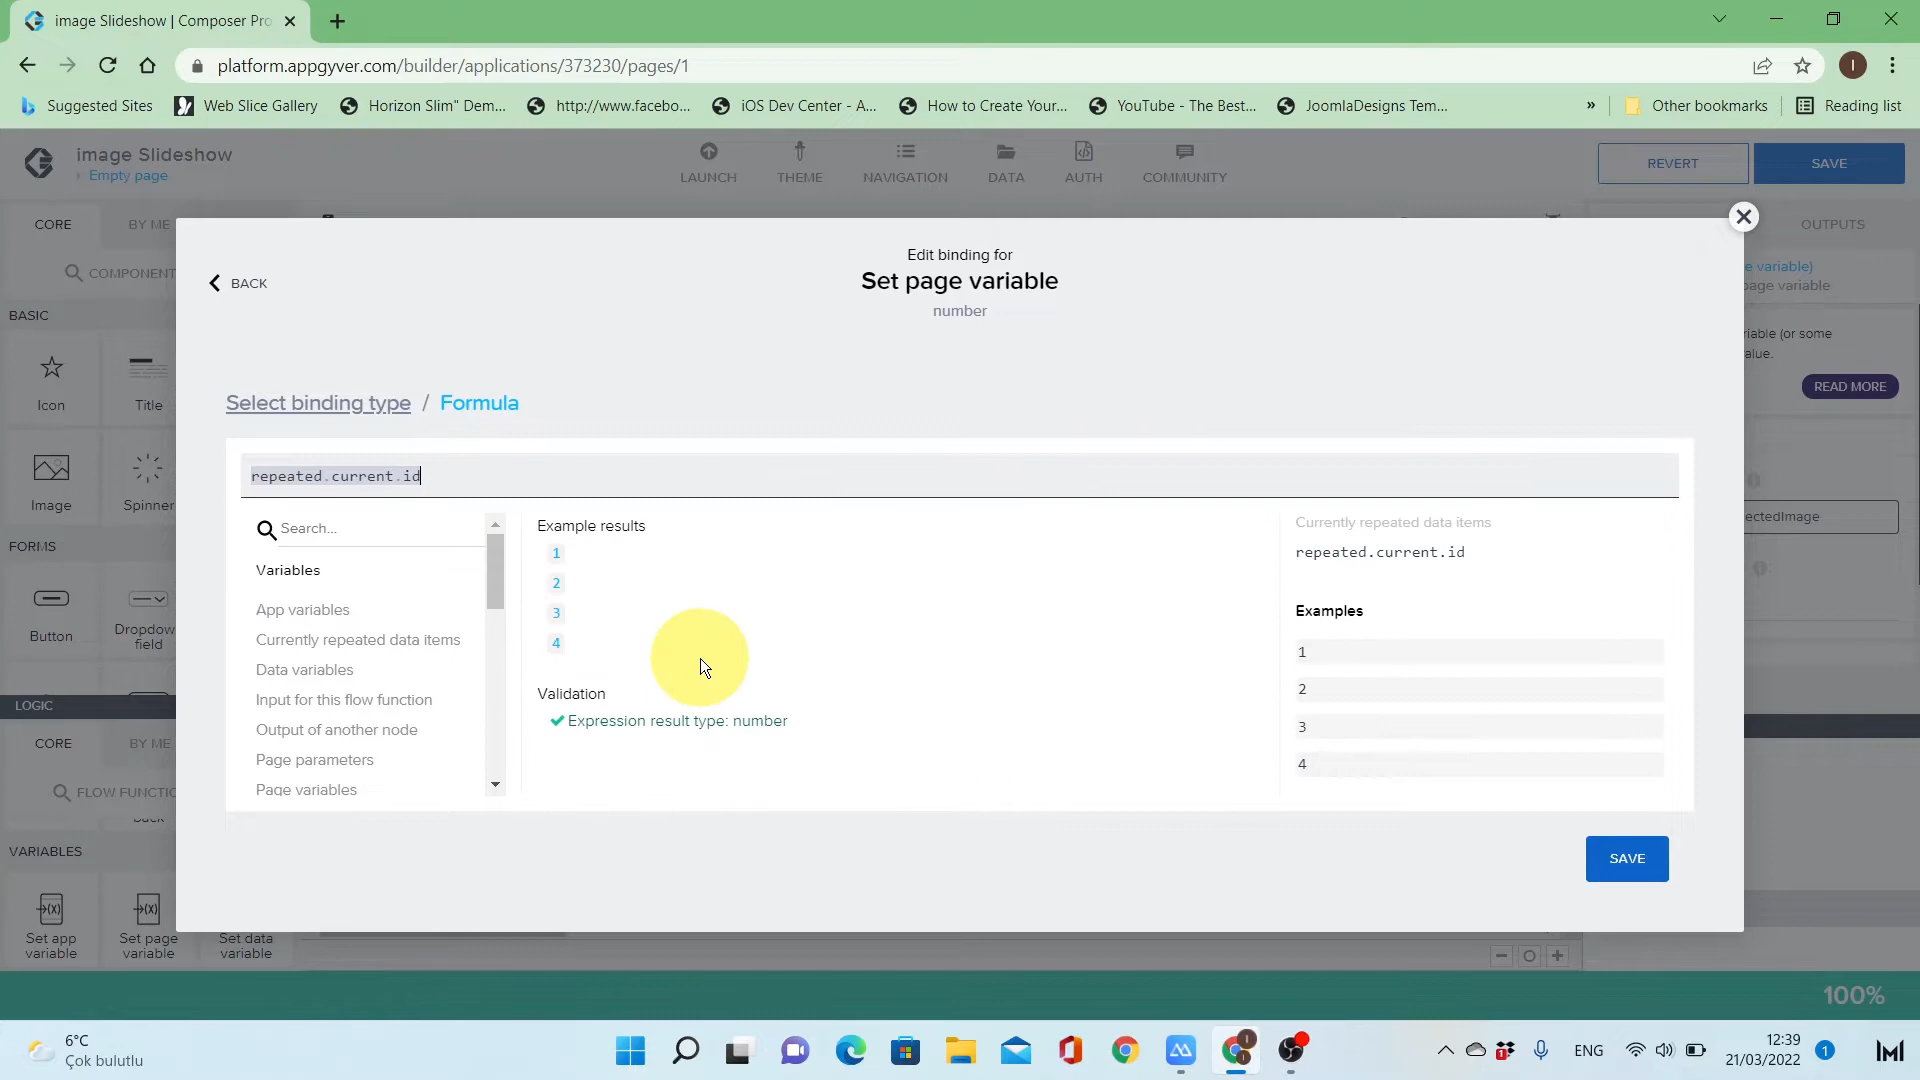 image Slideshow | Composer Pro
platform.appgyver.com/builder/applications/373230/pages/1
I
Suggested Sites
Web Slice Gallery
Horizon Slim" Dem...
http://www.facebo...
iOS Dev Center - A...
How to Create Your...
YouTube - The Best...
JoomlaDesigns Tem...
»
Other bookmarks
Reading list
image Slideshow
Empty page
LAUNCH
THEME
NAVIGATION
DATA
AUTH
COMMUNITY
REVERT
SAVE
CORE
BY ME
OUTPUTS
COMPONENT
BASIC
Icon
Title
Image
Spinner
FORMS
Button
Dropdow
field
LOGIC
CORE
BY ME
FLOW FUNCTIO
back
VARIABLES
Set app
variable
Set page
variable
Set data
variable
BACK
Edit binding for
Set page variable
number
Select binding type / Formula
repeated.current.id
Search...
Variables
App variables
Currently repeated data items
Data variables
Input for this flow function
Output of another node
Page parameters
Page variables
Example results
1
2
3
4
Validation
Expression result type: number
Currently repeated data items
repeated.current.id
Examples
1
2
3
4
SAVE
e variable)
page variable
riable (or some
alue.
READ MORE
ectedImage
100%
6°C
Çok bulutlu
1
ENG
12:39
21/03/2022
1